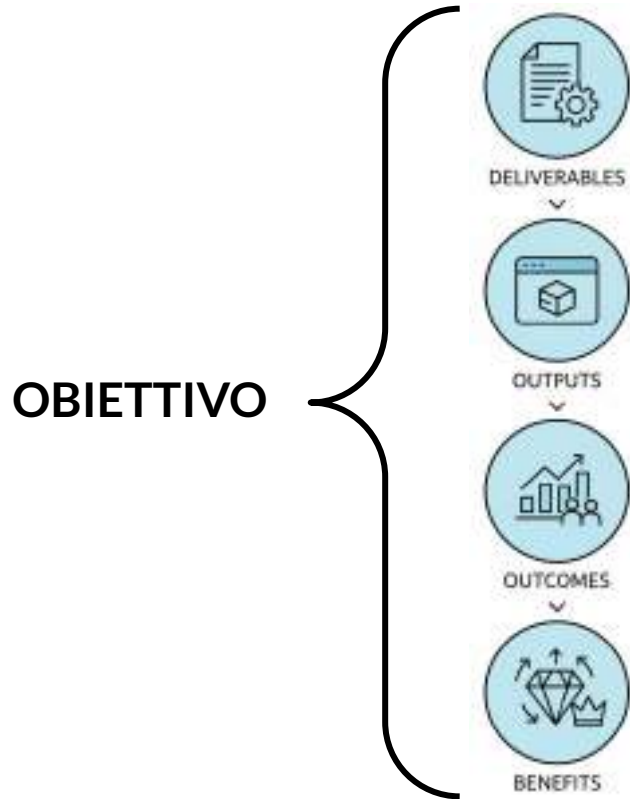 OBIETTIVO
DELIVERABLES
OUTPUTS
OUTCOMES
BENEFITS